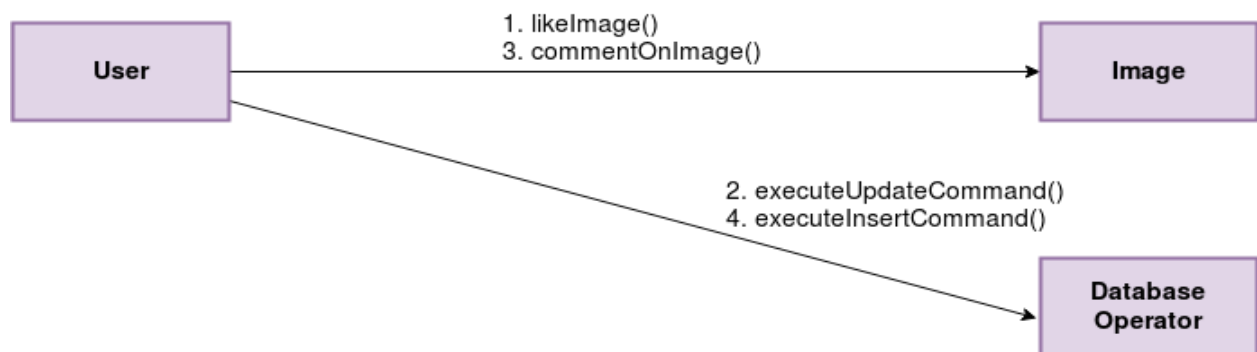 User
1. likeImage()
3. commentOnImage()
Image
2. executeUpdateCommand()
4. executeInsertCommand()
Database
Operator